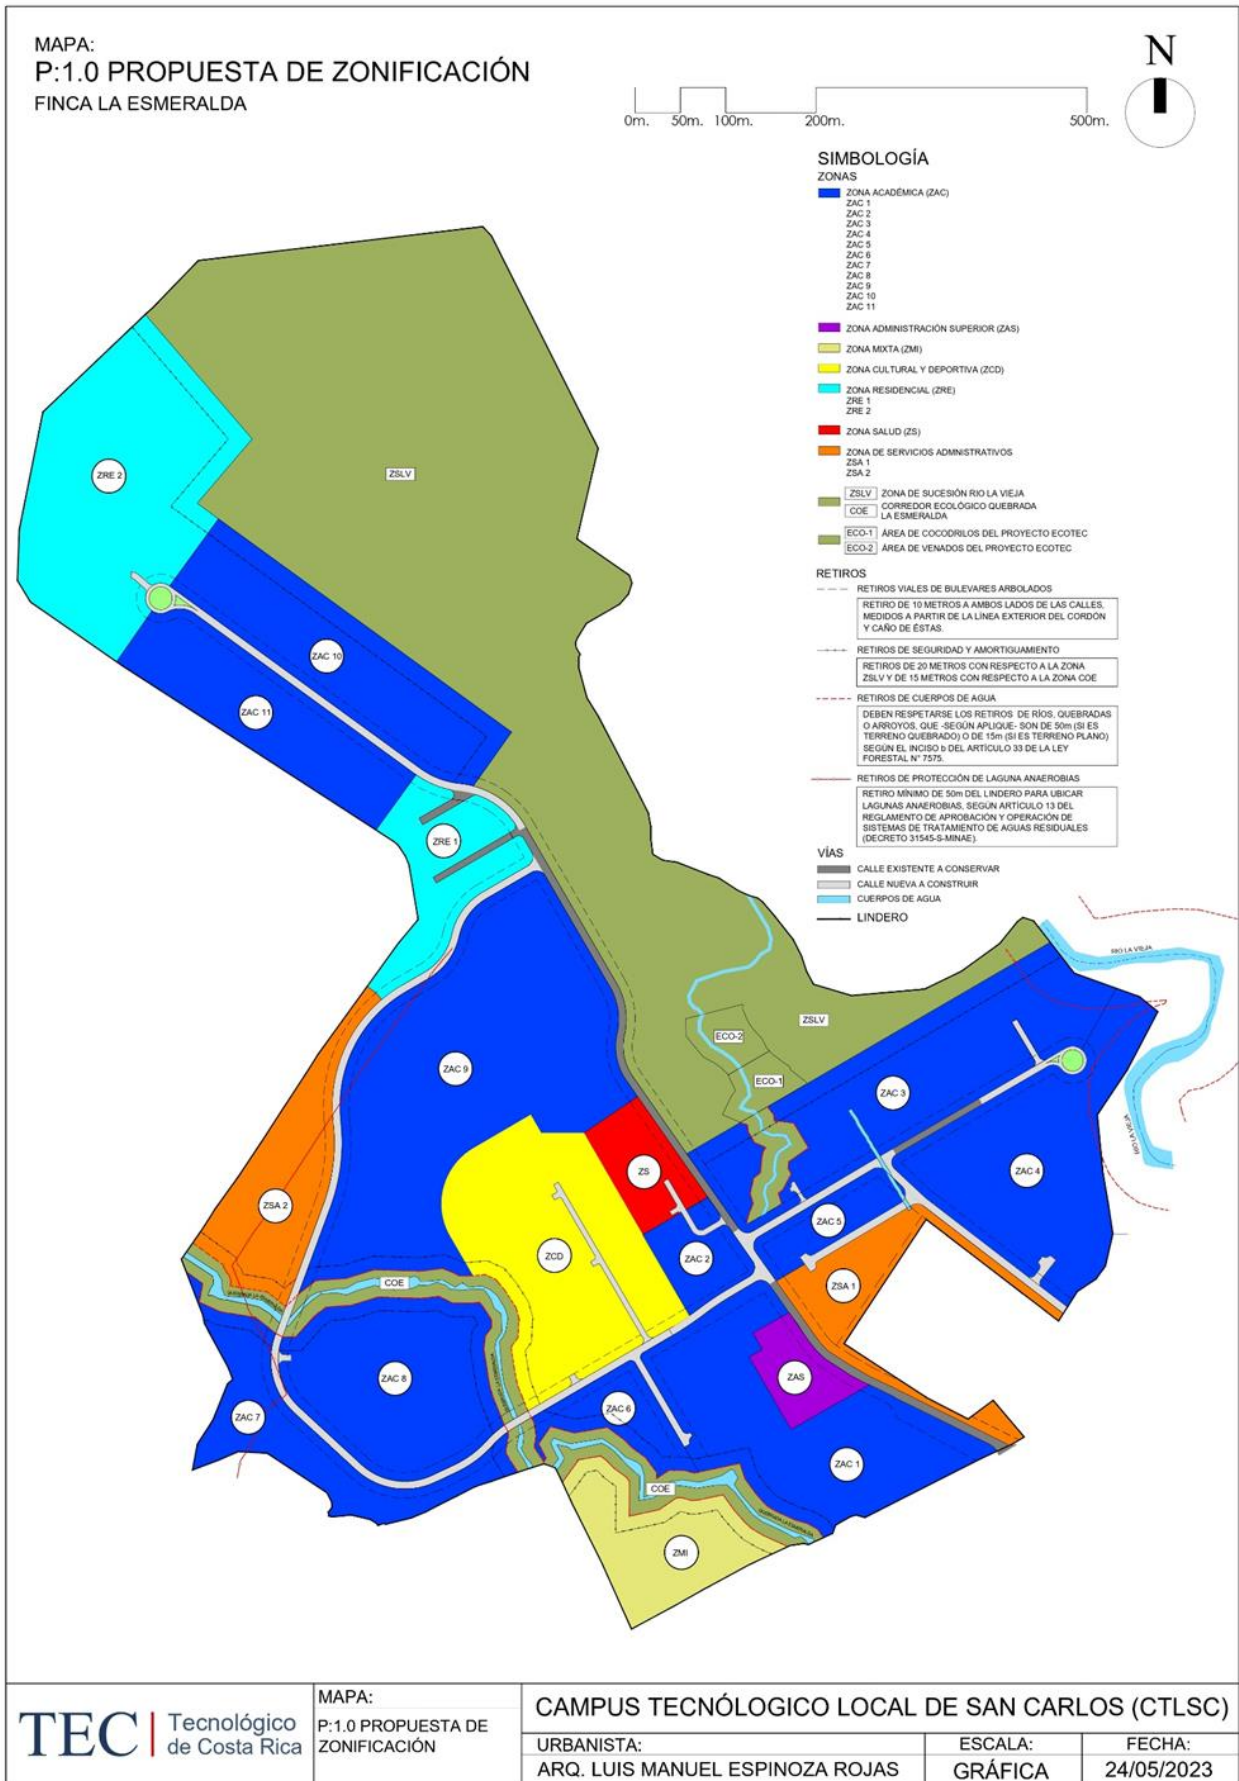 MAPA:
P:1.0 PROPUESTA DE ZONIFICACIÓN
FINCA LA ESMERALDA
N
0m. 50m. 100m. 200m. 500m.
SIMBOLOGÍA
ZONAS
ZONA ACADÉMICA (ZAC)
ZAC 1
ZAC 2
ZAC 3
ZAC 4
ZAC 5
ZAC 6
ZAC 7
ZAC 8
ZAC 9
ZAC 10
ZAC 11
ZONA ADMINISTRACIÓN SUPERIOR (ZAS)
ZONA MIXTA (ZMI)
ZONA CULTURAL Y DEPORTIVA (ZCD)
ZONA RESIDENCIAL (ZRE)
ZRE 1
ZRE 2
ZONA SALUD (ZS)
ZONA DE SERVICIOS ADMNISTRATIVOS
ZSA 1
ZSA 2
ZSLV ZONA DE SUCESIÓN RIO LA VIEJA
COE CORREDOR ECOLÓGICO QUEBRADA
LA ESMERALDA
ECO-1 ÁREA DE COCODRILOS DEL PROYECTO ECOTEC
ECO-2 ÁREA DE VENADOS DEL PROYECTO ECOTEC
RETIROS
RETIROS VIALES DE BULEVARES ARBOLADOS
RETIRO DE 10 METROS A AMBOS LADOS DE LAS CALLES,
MEDIDOS A PARTIR DE LA LÍNEA EXTERIOR DEL CORDÓN
Y CAÑO DE ÉSTAS.
RETIROS DE SEGURIDAD Y AMORTIGUAMIENTO
RETIROS DE 20 METROS CON RESPECTO A LA ZONA
ZSLV Y DE 15 METROS CON RESPECTO A LA ZONA COE
RETIROS DE CUERPOS DE AGUA
DEBEN RESPETARSE LOS RETIROS DE RÍOS, QUEBRADAS
O ARROYOS, QUE -SEGÚN APLIQUE- SON DE 50m (SI ES
TERRENO QUEBRADO) O DE 15m (SI ES TERRENO PLANO)
SEGÚN EL INCISO b DEL ARTÍCULO 33 DE LA LEY
FORESTAL N° 7575.
RETIROS DE PROTECCIÓN DE LAGUNA ANAEROBIAS
RETIRO MÍNIMO DE 50m DEL LINDERO PARA UBICAR
LAGUNAS ANAEROBIAS, SEGÚN ARTÍCULO 13 DEL
REGLAMENTO DE APROBACIÓN Y OPERACIÓN DE
SISTEMAS DE TRATAMIENTO DE AGUAS RESIDUALES
(DECRETO 31545-S-MINAE).
VÍAS
CALLE EXISTENTE A CONSERVAR
CALLE NUEVA A CONSTRUIR
CUERPOS DE AGUA
LINDERO
ZRE 2
ZSLV
ZAC 10
ZAC 11
ZRE 1
RIO LA VIEJA
ZSLV
ECO-2
ZAC 9
ECO-1
ZAC 3
RIO LA VIEJA
ZS
ZAC 4
ZSA 2
ZAC 5
ZCD
ZAC 2
COE
ZSA 1
ZAC 8
ZAS
ZAC 7
ZAC 6
ZAC 1
COE
ZMI
TEC Tecnológico
de Costa Rica
MAPA:
P:1.0 PROPUESTA DE
ZONIFICACIÓN
CAMPUS TECNÓLOGICO LOCAL DE SAN CARLOS (CTLSC)
URBANISTA:
ARQ. LUIS MANUEL ESPINOZA ROJAS
ESCALA:
GRÁFICA
FECHA:
24/05/2023